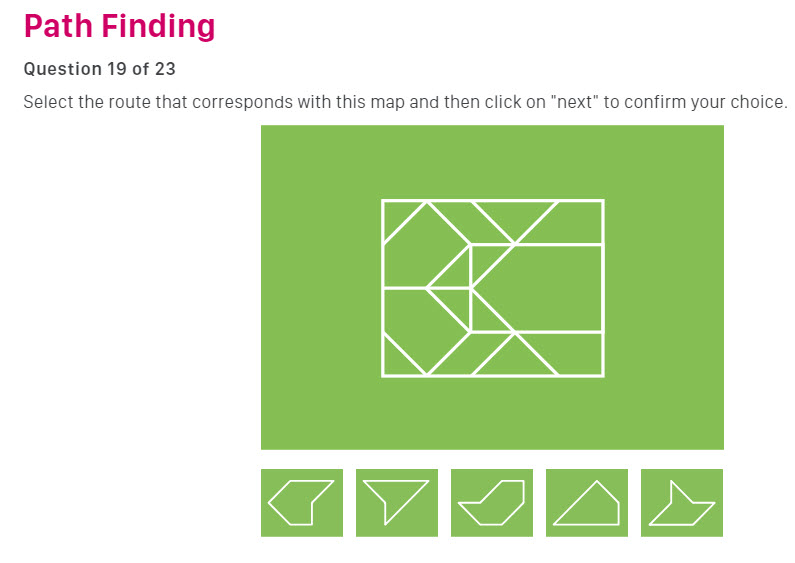 Path Finding
Question 19 of 23
Select the route that corresponds with this map and then click on "next" to confirm your choice.